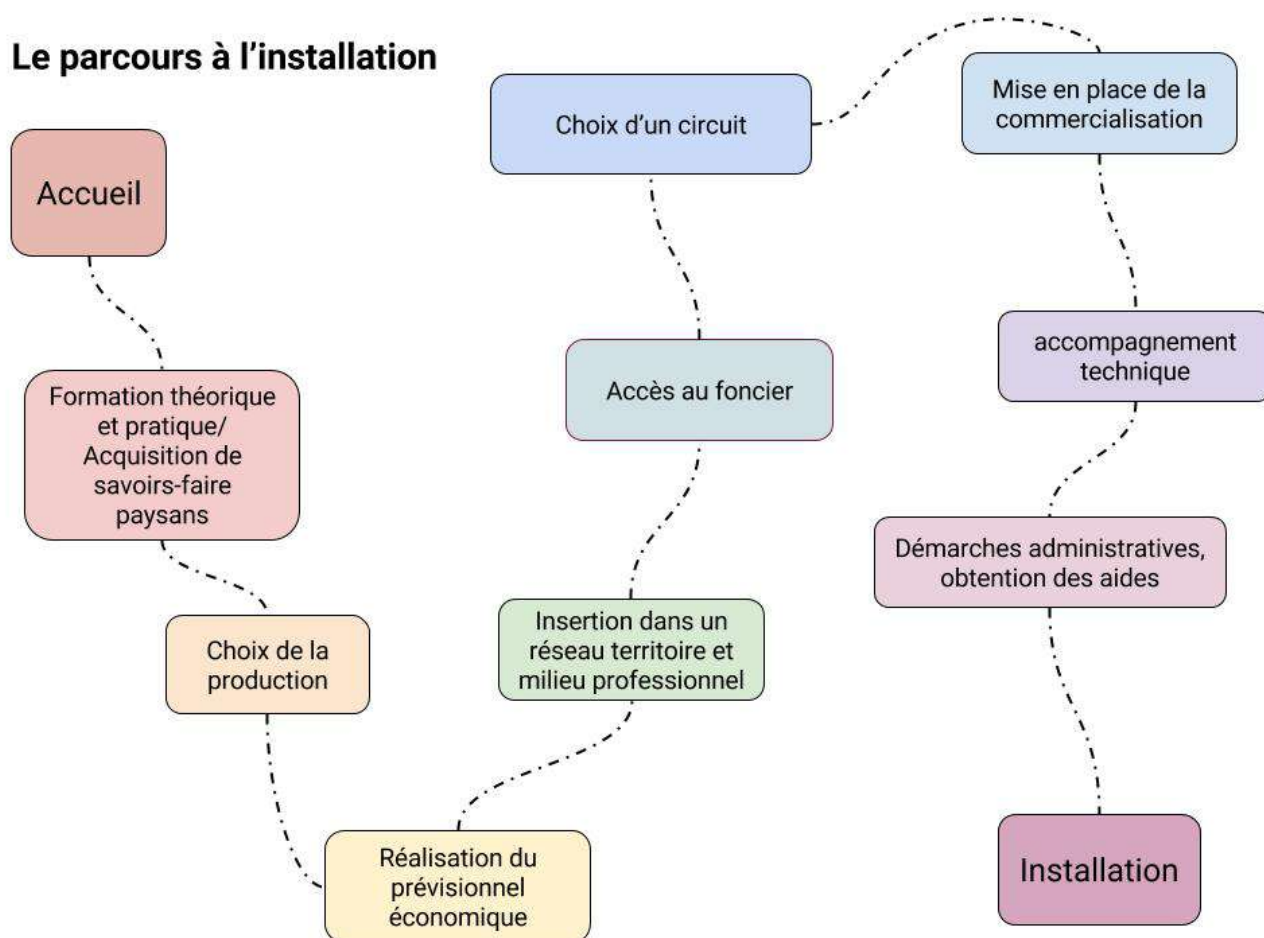 Le parcours à l’installation
Accueil
Formation théorique
et pratique/
Acquisition de
savoirs-faire
paysans
Choix de la
production
Réalisation du
prévisionnel
économique
Insertion dans un
réseau territoire et
milieu professionnel
Accès au foncier
Choix d’un circuit
Mise en place de la
commercialisation
accompagnement
technique
Démarches administratives,
obtention des aides
Installation